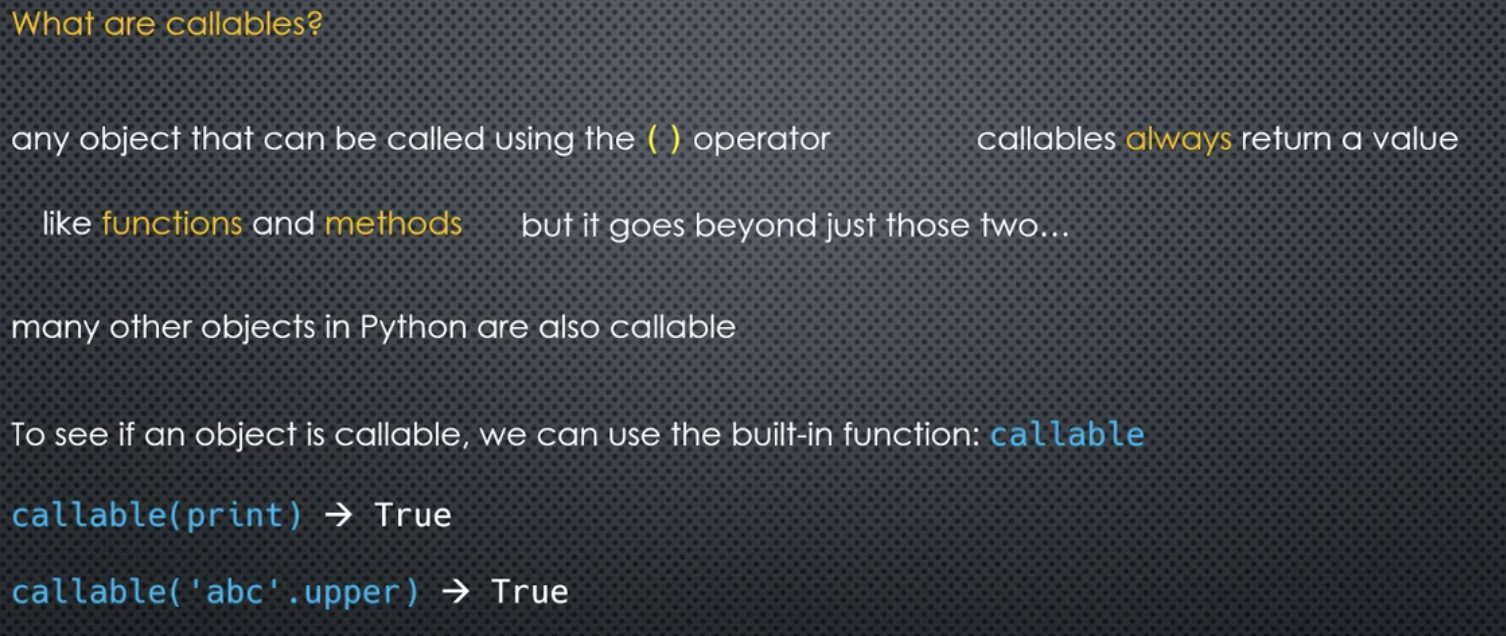 What are callables?
any object that can be called using the () operator
callables always return a value
like functions and methods
but it goes beyond just those two...
many other objects in Python are also callable
To see if an object is callable, we can use the built-in function: callable
callable(print) → True
callable('abc'.upper) → True